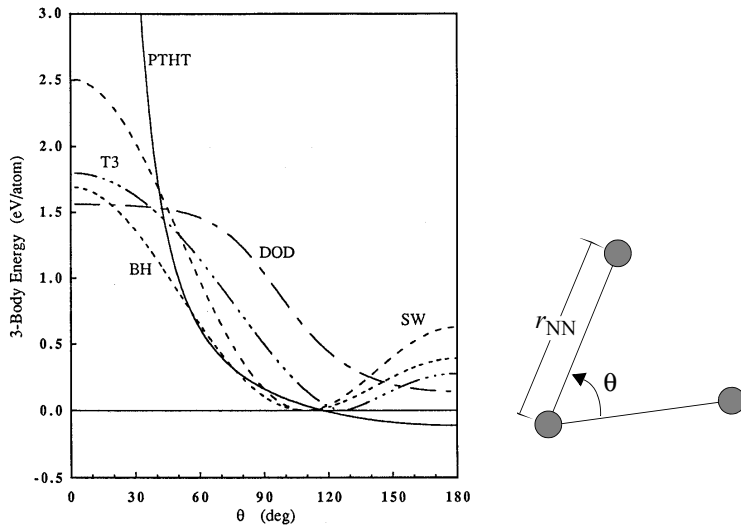 3.0
2.5
2.0
1.5
1.0
0.5
0.0
-0.5
3-Body Energy (eV/atom)
PTHT
T3
BH
DOD
SW
0 30 60 90 120 150 180
θ (deg)
rNN
θ